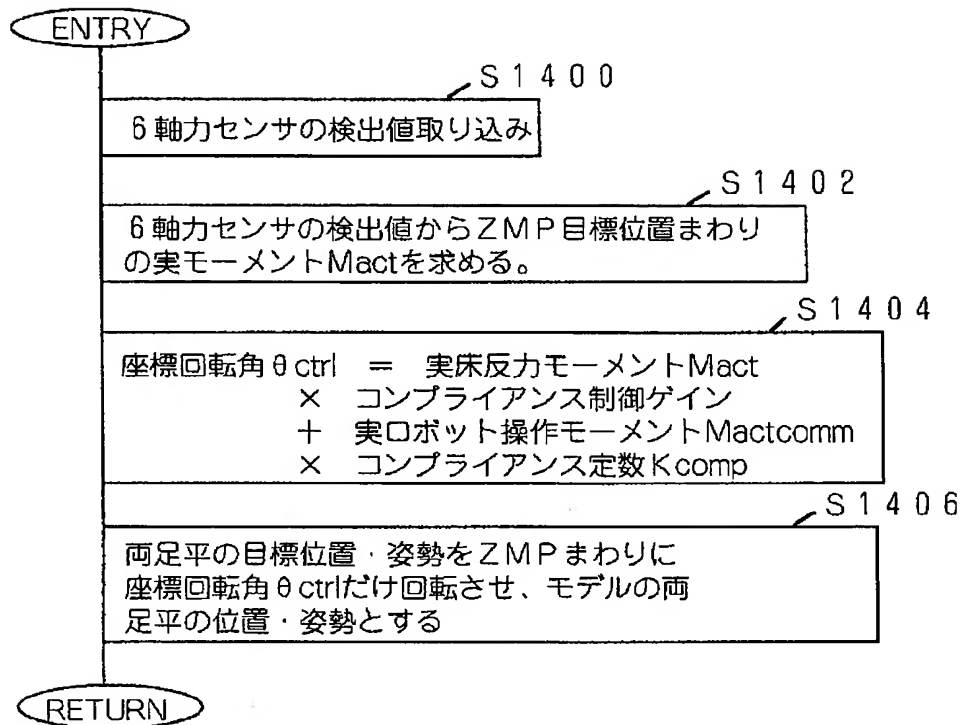 ENTRY
S1400
6軸力センサの検出値取り込み
S1402
6軸力センサの検出値からZMP目標位置まわり
の実モーメントMactを求める。
S1404
座標回転角θctrl = 実床反力モーメントMact
× コンプライアンス制御ゲイン
+ 実ロボット操作モーメントMactcomm
× コンプライアンス定数Kcomp
S1406
両足平の目標位置・姿勢をZMPまわりに
座標回転角θctrlだけ回転させ、モデルの両
足平の位置・姿勢とする
RETURN